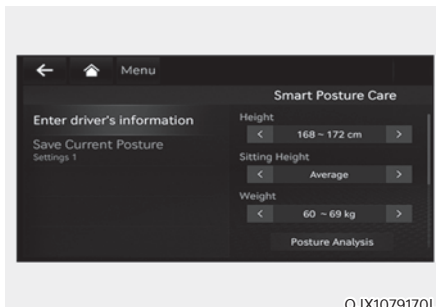 Menu
Smart Posture Care
Enter driver's information
Save Current Posture
Settings 1
Height
< 168 ~ 172 cm >
Sitting Height
< Average >
Weight
< 60 ~ 69 kg >
Posture Analysis
OJX1079170L